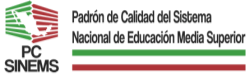 PC
SINEMS
Padrón de Calidad del Sistema
Nacional de Educación Media Superior